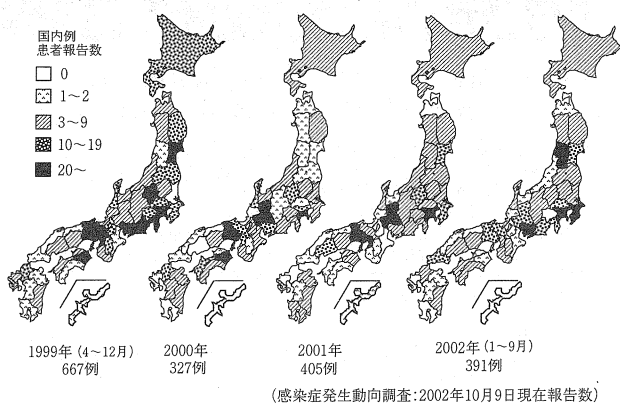 国内例
患者報告数
0
1～2
3～9
10～19
20～
1999年 (4～12月)
667例
2000年
327例
2001年
405例
2002年 (1～9月)
391例
(感染症発生動向調査:2002年10月9日現在報告数)